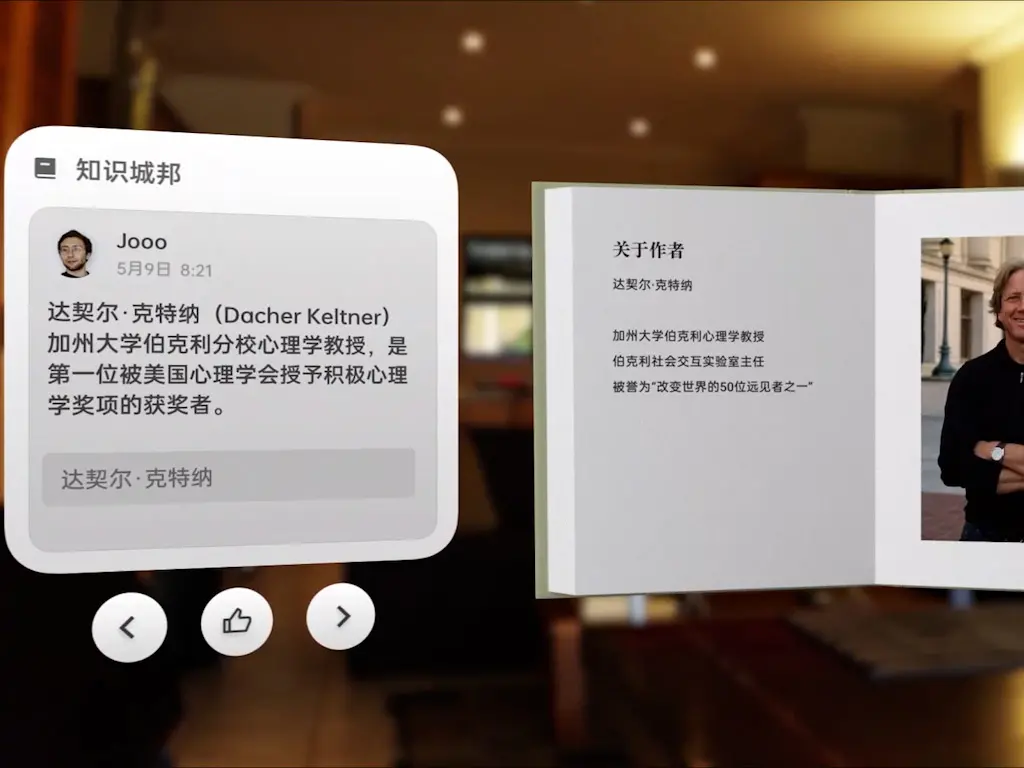 知识城邦
Jooo
5月9日 8:21
达契尔·克特纳（Dacher Keltner）
加州大学伯克利分校心理学教授，是
第一位被美国心理学会授予积极心理
学奖项的获奖者。
达契尔·克特纳
关于作者
达契尔·克特纳
加州大学伯克利心理学教授
伯克利社会交互实验室主任
被誉为“改变世界的50位远见者之一”